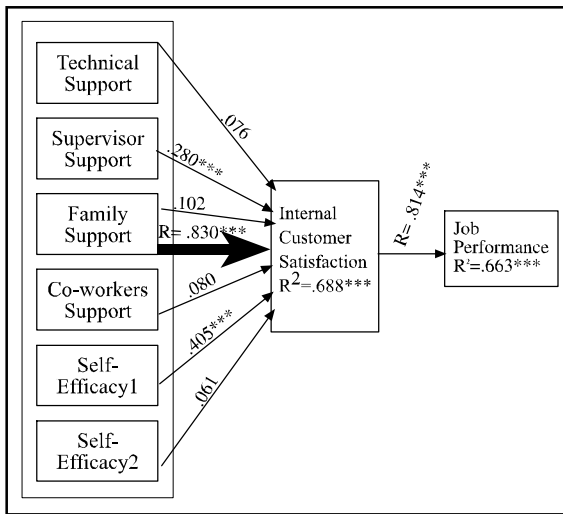 Technical
Support
.076
Supervisor
Support
.280***
Family
Support
.102
R= .830***
Co-workers
Support
.080
Self-
Efficacy1
.405***
Self-
Efficacy2
.061
Internal
Customer
Satisfaction
R²=.688***
R= .814***
Job
Performance
R²=.663***